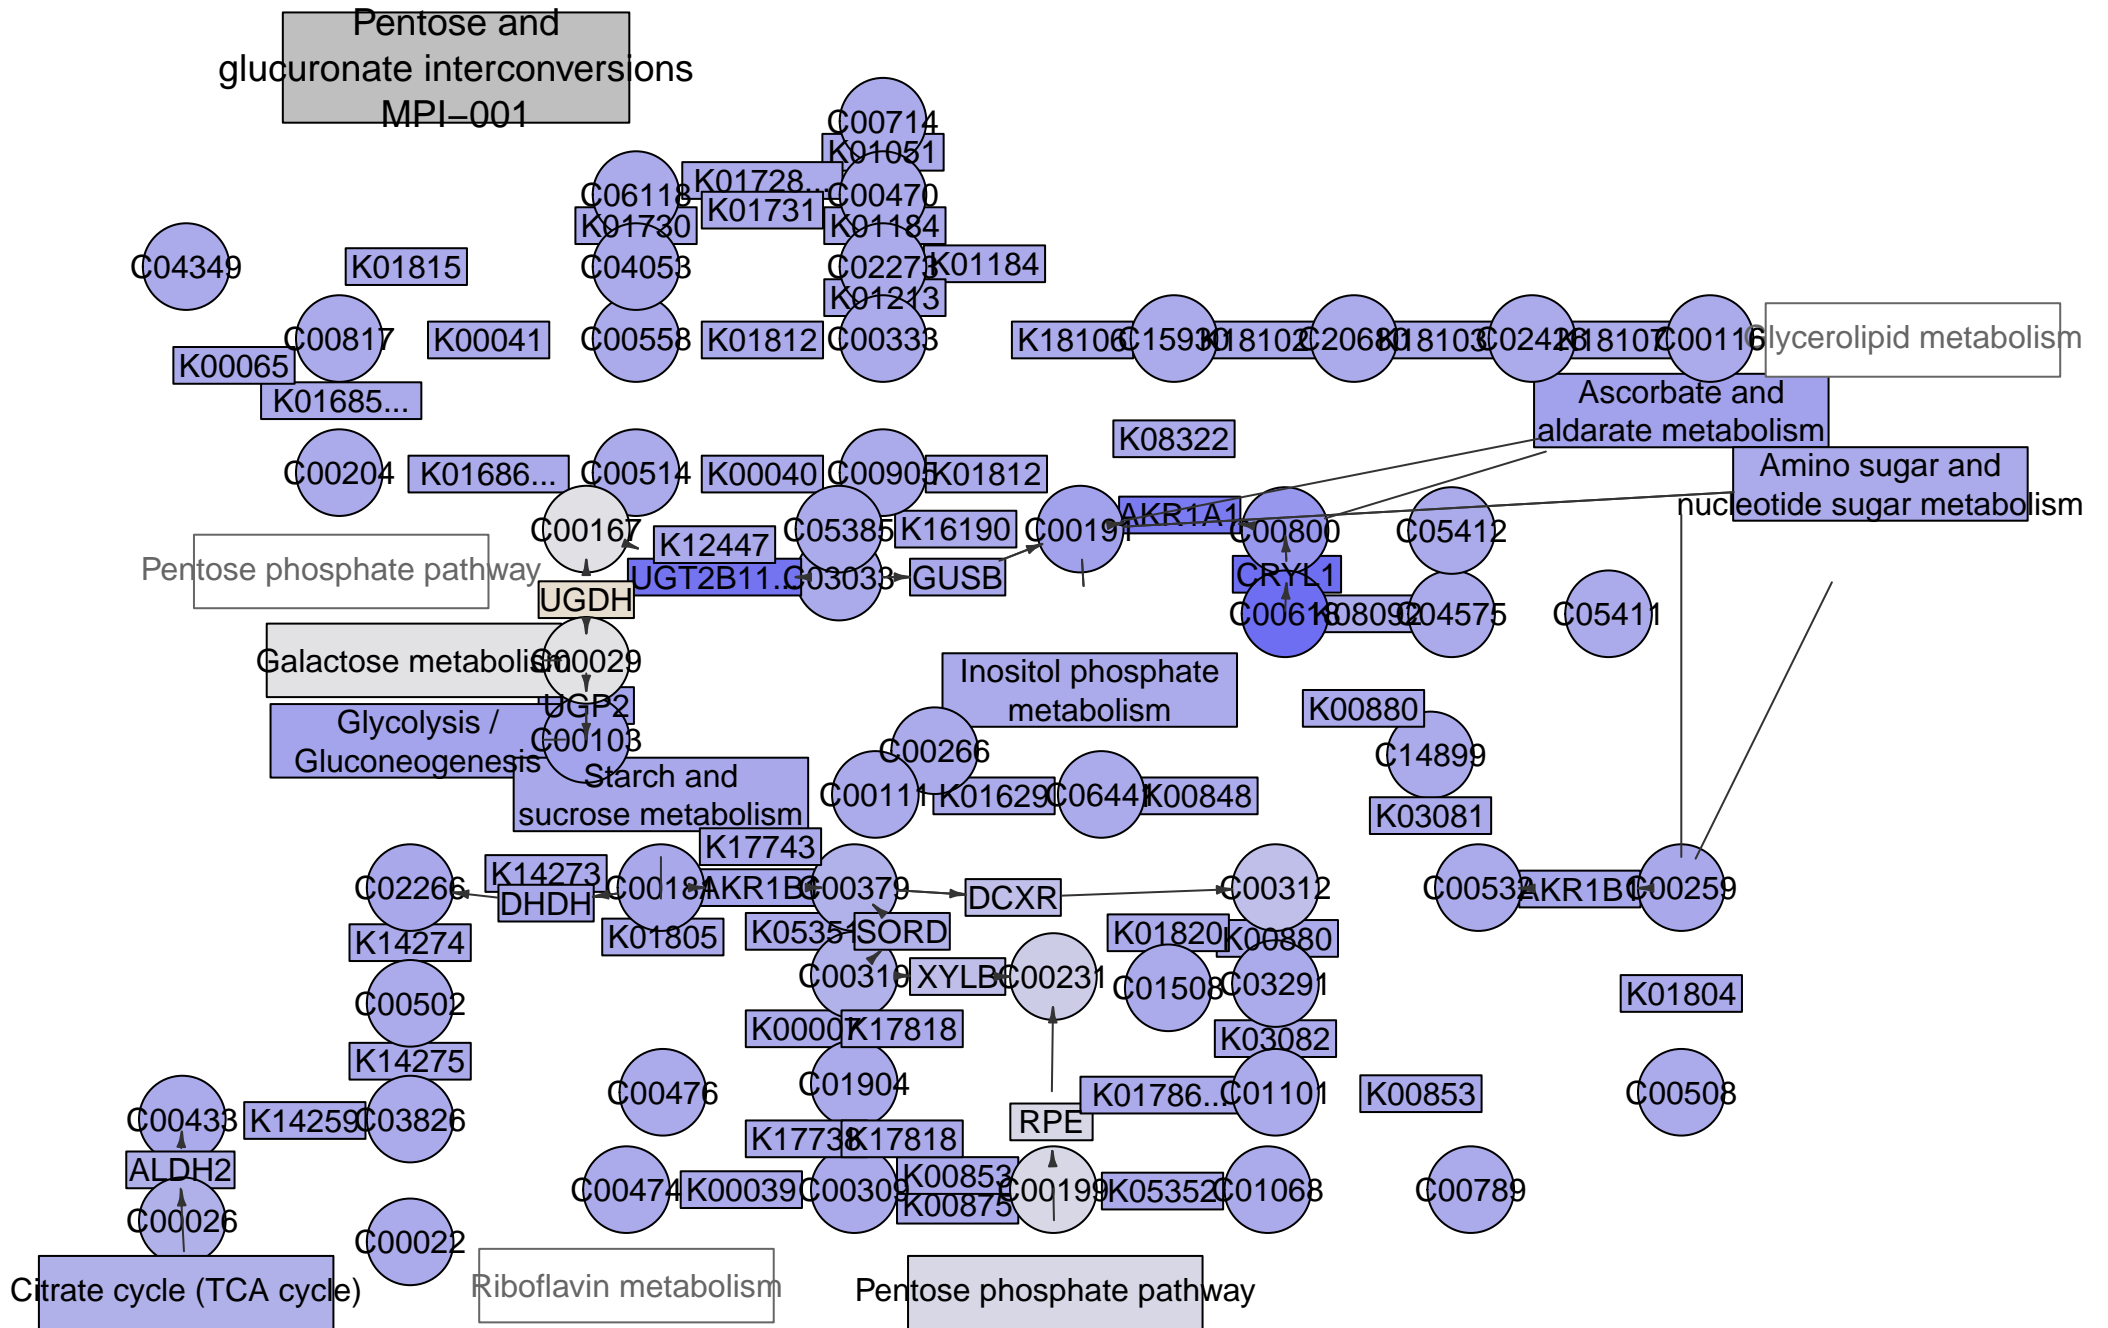 Pentose and
glucuronate interconversions
MPI−001
C00714
K01051
C06118
K01728...
C00470
K01731
K01730
K01184
C04349
K01815
C04053
C02273
K01184
K01213
C00817
K00041
C00558
K01812
C00333
K18106
C15930
K18102
C20680
K18103
C02426
K18107
C00116
Glycerolipid metabolism
K00065
K01685...
Ascorbate and
aldarate metabolism
K08322
C00204
K01686...
C00514
K00040
C00905
K01812
Amino sugar and
nucleotide sugar metabolism
C00167
K12447
C05385
K16190
C00191
AKR1A1
C00800
C05412
Pentose phosphate pathway
UGT2B11...
C03033
GUSB
CRYL1
UGDH
C00618
K08092
C04575
C05411
Galactose metabolism
C00029
Inositol phosphate
metabolism
UGP2
K00880
Glycolysis /
Gluconeogenesis
C00103
C00266
C14899
Starch and
sucrose metabolism
C00111
K01629
C06441
K00848
K03081
K17743
C02266
K14273
DHDH
C00181
AKR1B1
C00379
DCXR
C00312
C00532
AKR1B1
C00259
K14274
K01805
K05351
SORD
K01820
K00880
C00310
XYLB
C00231
C01508
C03291
K01804
C00502
K00007
K17818
K03082
K14275
C00476
C01904
K01786...
C01101
K00853
C00508
C00433
K14259
C03826
RPE
K17738
K17818
ALDH2
K00853
C00474
K00039
C00309
C00199
K05352
C01068
C00789
K00875
C00026
C00022
Citrate cycle (TCA cycle)
Riboflavin metabolism
Pentose phosphate pathway